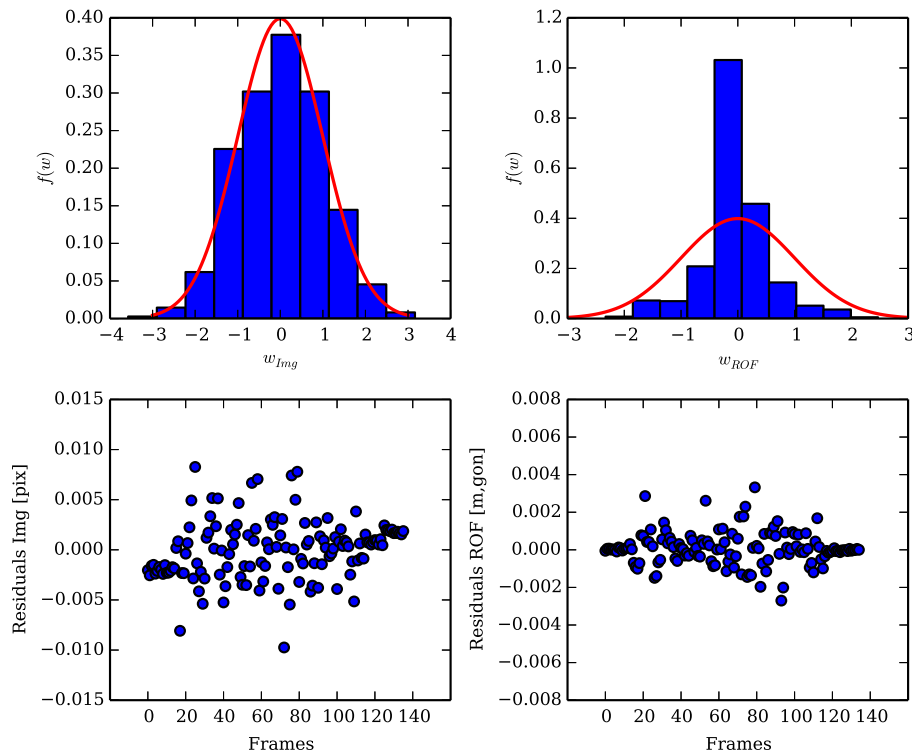 0.40
0.35
0.30
0.25
0.20
0.15
0.10
0.05
0.00
f(w)
−4 −3 −2 −1 0 1 2 3 4
w_Img
1.2
1.0
0.8
0.6
0.4
0.2
0.0
f(w)
−3 −2 −1 0 1 2 3
w_ROF
0.015
0.010
0.005
0.000
−0.005
−0.010
−0.015
Residuals Img [pix]
0 20 40 60 80 100 120 140
Frames
0.008
0.006
0.004
0.002
0.000
−0.002
−0.004
−0.006
−0.008
Residuals ROF [m,gon]
0 20 40 60 80 100 120 140
Frames